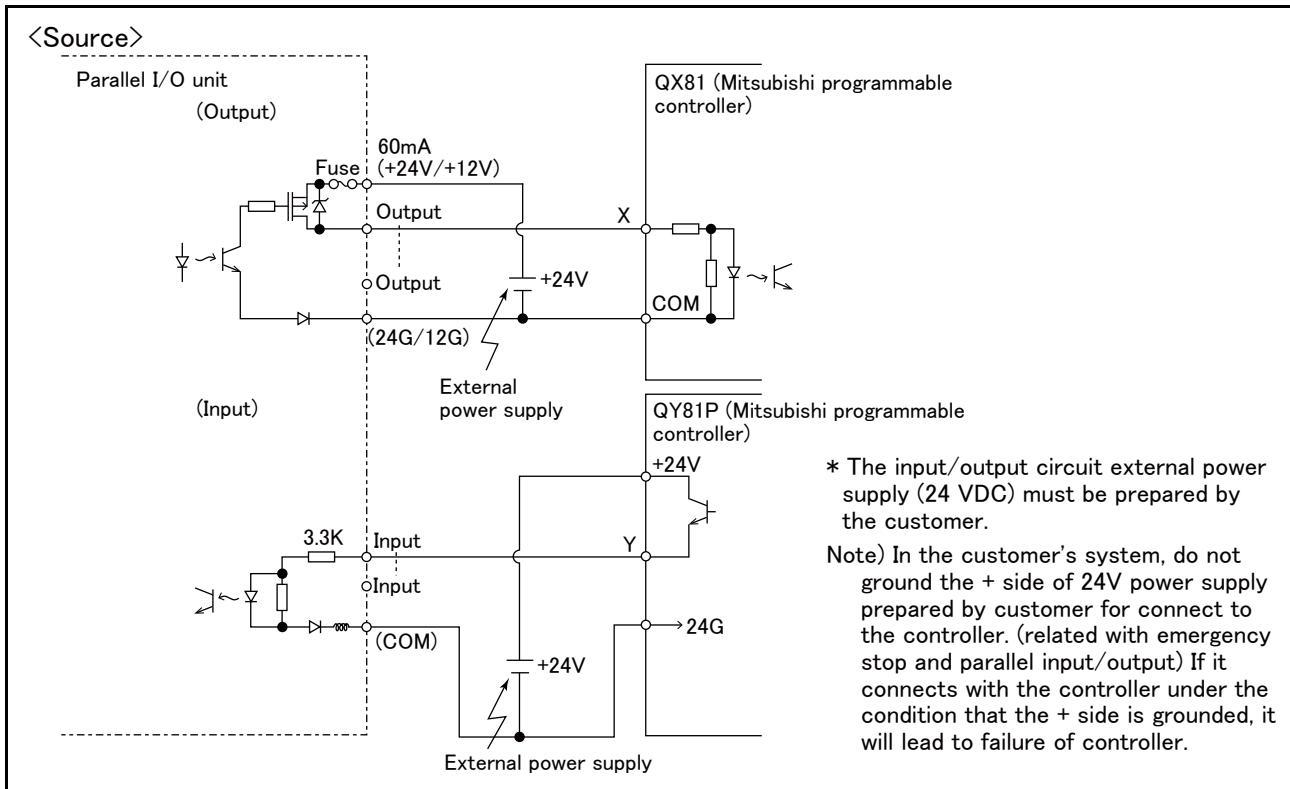 <Source>
Parallel I/O unit
(Output)
Fuse
60mA
(+24V/+12V)
Output
Output
(24G/12G)
+24V
External
power supply
QX81 (Mitsubishi programmable
controller)
X
COM
(Input)
3.3K
Input
Input
(COM)
+24V
External power supply
QY81P (Mitsubishi programmable
controller)
+24V
Y
24G
* The input/output circuit external power
supply (24 VDC) must be prepared by
the customer.
Note) In the customer's system, do not
ground the + side of 24V power supply
prepared by customer for connect to
the controller. (related with emergency
stop and parallel input/output) If it
connects with the controller under the
condition that the + side is grounded, it
will lead to failure of controller.